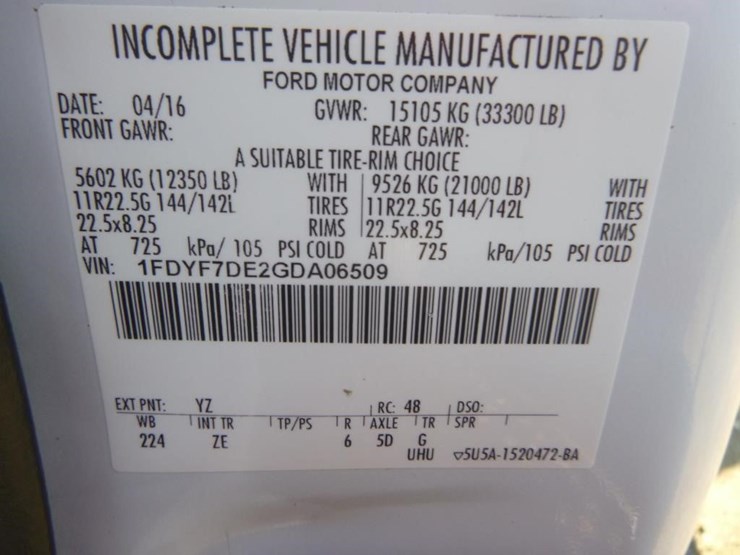 INCOMPLETE VEHICLE MANUFACTURED BY
FORD MOTOR COMPANY
DATE: 04/16 GVWR: 15105 KG (33300 LB)
FRONT GAWR: REAR GAWR:
A SUITABLE TIRE-RIM CHOICE
5602 KG (12350 LB) WITH 9526 KG (21000 LB) WITH
11R22.5G 144/142L TIRES 11R22.5G 144/142L TIRES
22.5x8.25 RIMS 22.5x8.25 RIMS
AT 725 kPa/ 105 PSI COLD AT 725 kPa/105 PSI COLD
VIN: 1FDYF7DE2GDA06509
EXT PNT: YZ RC: 48 DSO:
WB INT TR TP/PS R AXLE TR SPR
224 ZE 6 5D G
UHU ▽5U5A-1520472-BA